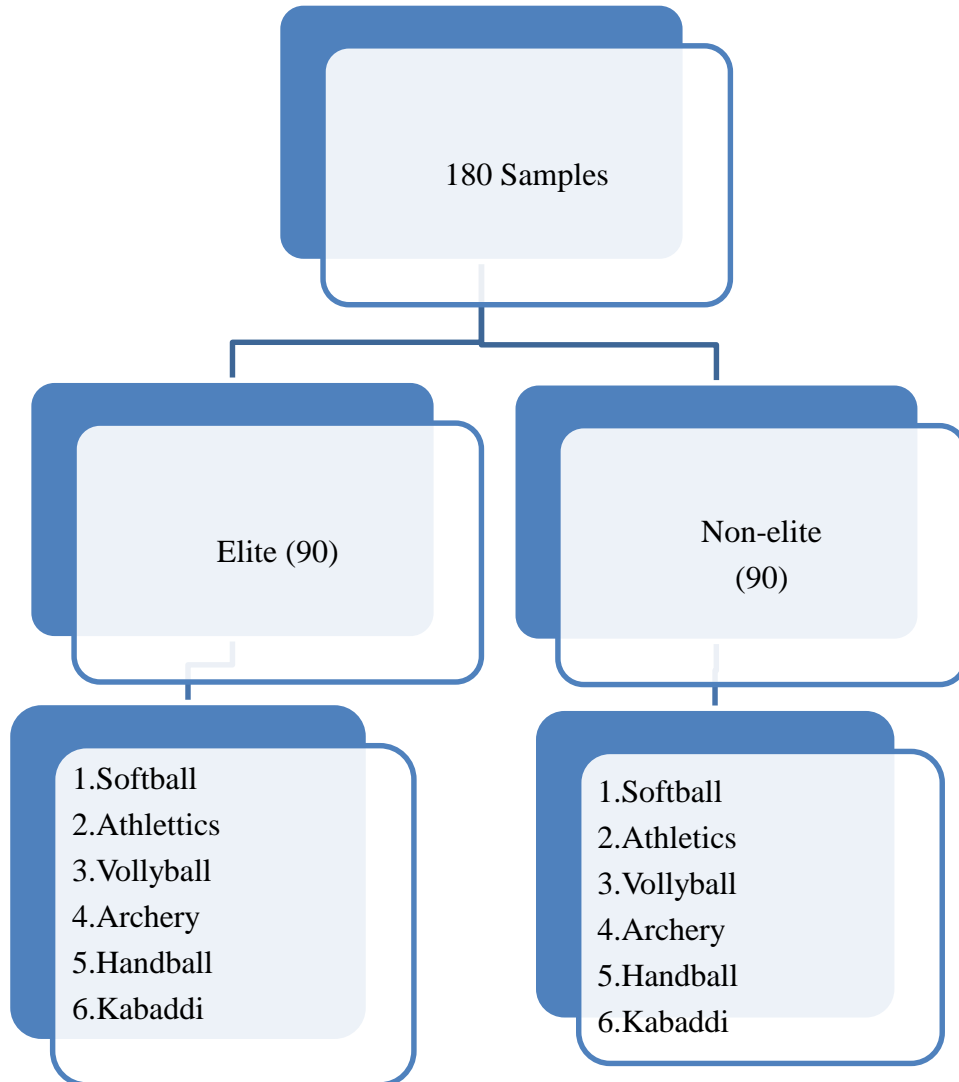 180 Samples
Elite (90)
Non-elite
(90)
1.Softball
2.Athlettics
3.Vollyball
4.Archery
5.Handball
6.Kabaddi
1.Softball
2.Athletics
3.Vollyball
4.Archery
5.Handball
6.Kabaddi